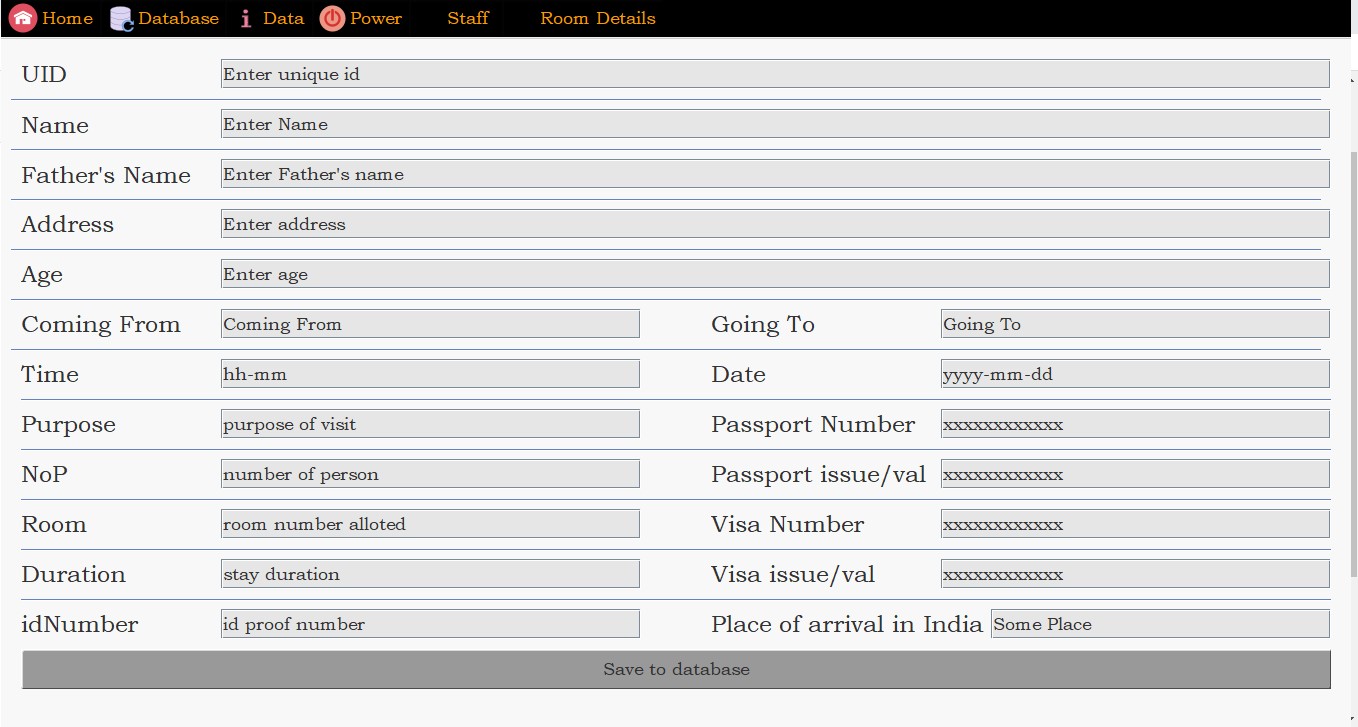 Home Database Data Power Staff Room Details
UID Enter unique id
Name Enter Name
Father's Name Enter Father's name
Address Enter address
Age Enter age
Coming From Coming From Going To Going To
Time hh-mm Date yyyy-mm-dd
Purpose purpose of visit Passport Number xxxxxxxxxxxx
NoP number of person Passport issue/val xxxxxxxxxxxx
Room room number alloted Visa Number xxxxxxxxxxxx
Duration stay duration Visa issue/val xxxxxxxxxxxx
idNumber id proof number Place of arrival in India Some Place
Save to database